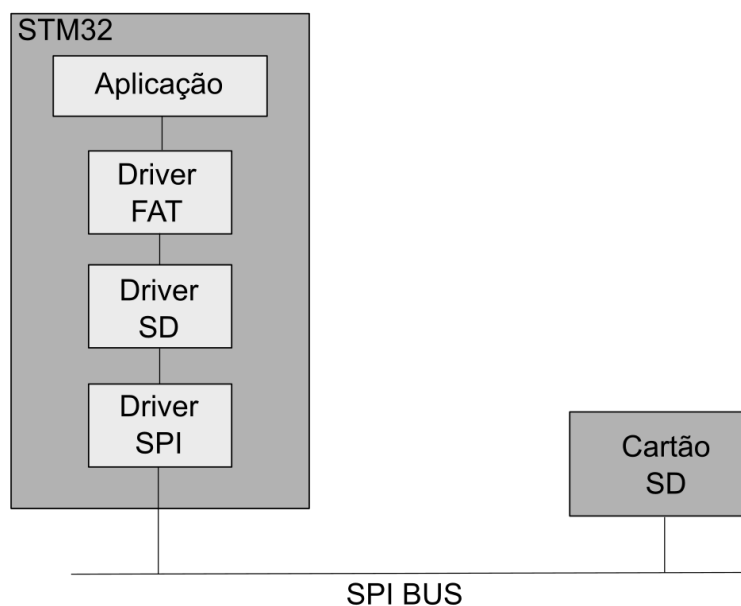 STM32
Aplicação
Driver
FAT
Driver
SD
Driver
SPI
Cartão
SD
SPI BUS